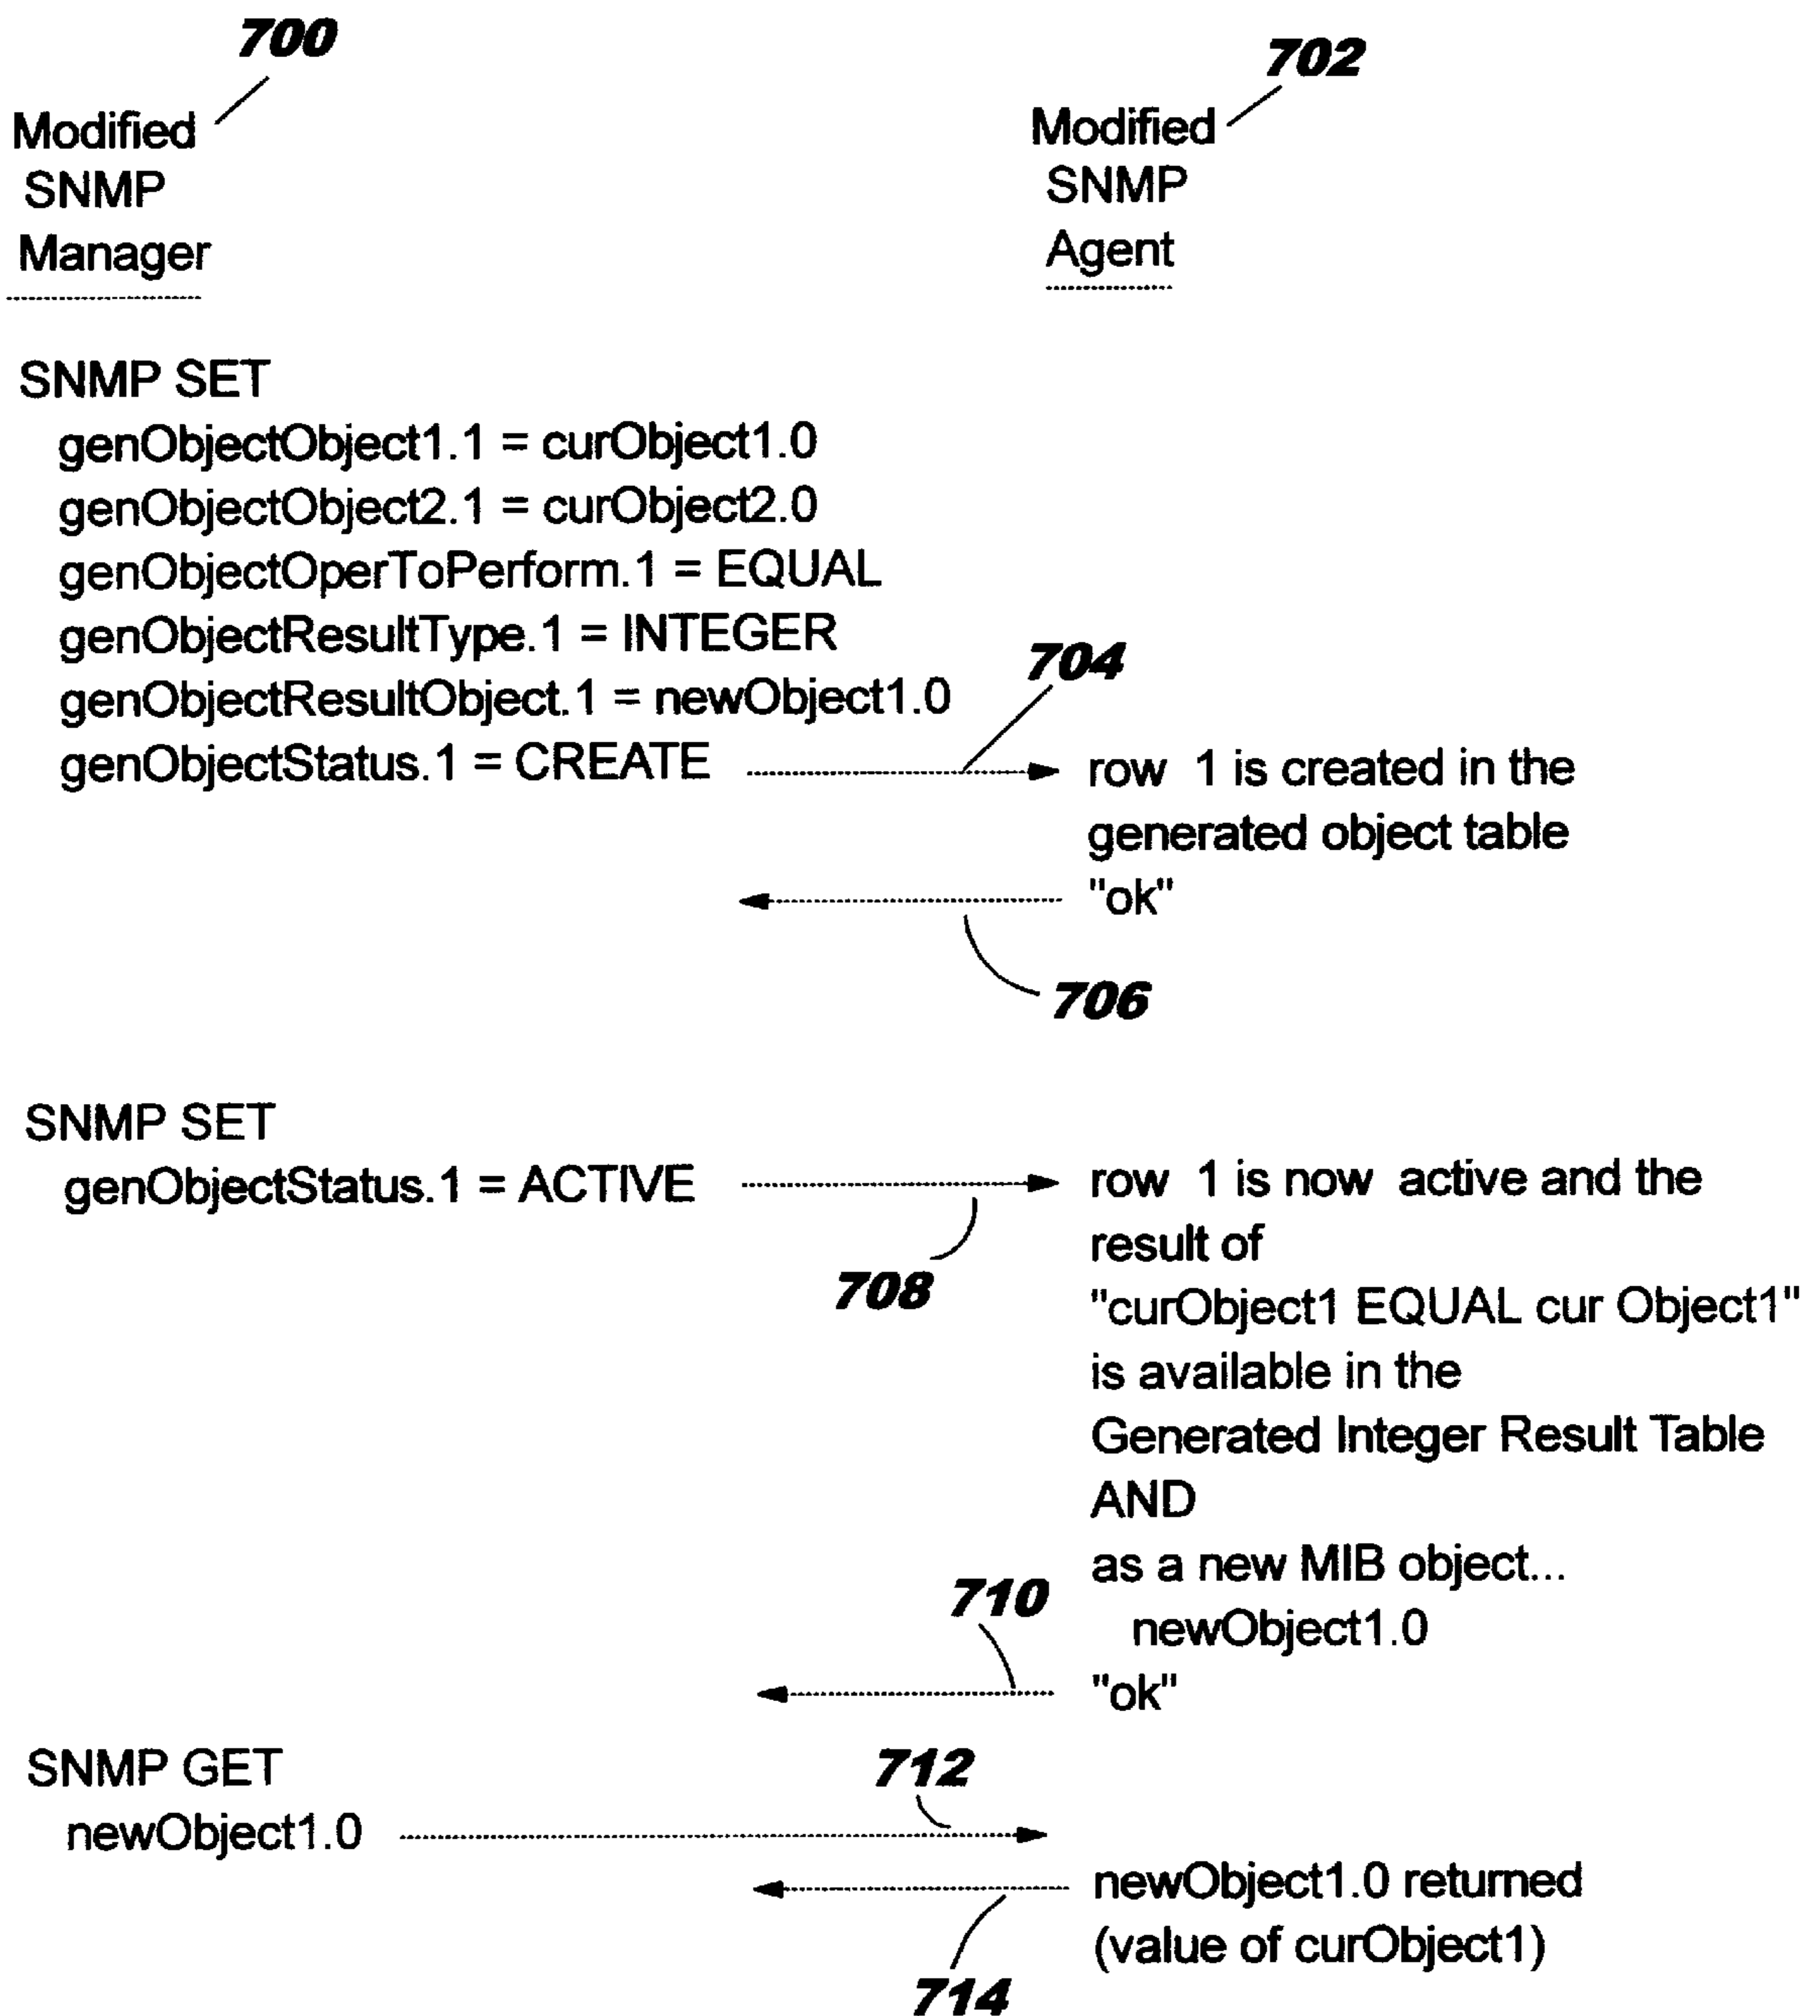 700
702
Modified
SNMP
Manager
Modified
SNMP
Agent
SNMP SET
genObjectObject1.1 = curObject1.0
genObjectObject2.1 = curObject2.0
genObjectOperToPerform.1 = EQUAL
genObjectResultType.1 = INTEGER
704
genObjectResultObject.1 = newObject1.0
genObjectStatus.1 = CREATE
row 1 is created in the
generated object table
"ok"
706
SNMP SET
genObjectStatus.1 = ACTIVE
row 1 is now active and the
result of
708
"curObject1 EQUAL cur Object1"
is available in the
Generated Integer Result Table
AND
as a new MIB object...
710
newObject1.0
"ok"
SNMP GET
712
newObject1.0
newObject1.0 returned
(value of curObject1)
714